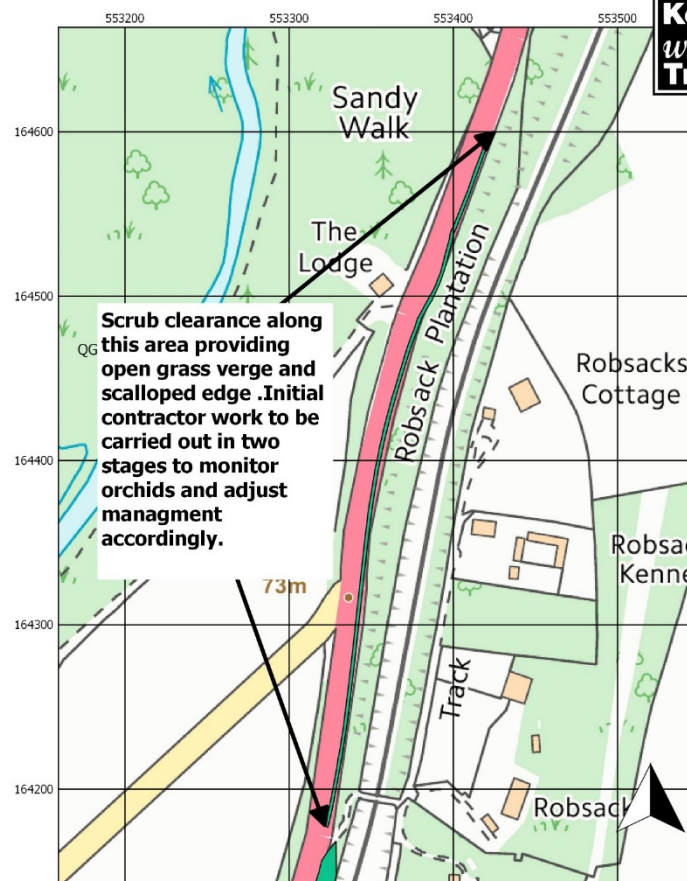 553200
553300
553400
553500
164600
Sandy
Walk
The
Lodge
164500
Scrub clearance along
this area providing
open grass verge and
scalloped edge .Initial
contractor work to be
carried out in two
stages to monitor
orchids and adjust
managment
accordingly.
QG
Robsack Plantation
Robsacks
Cottage
164400
Robsa
Kenne
73m
164300
Track
164200
Robsack